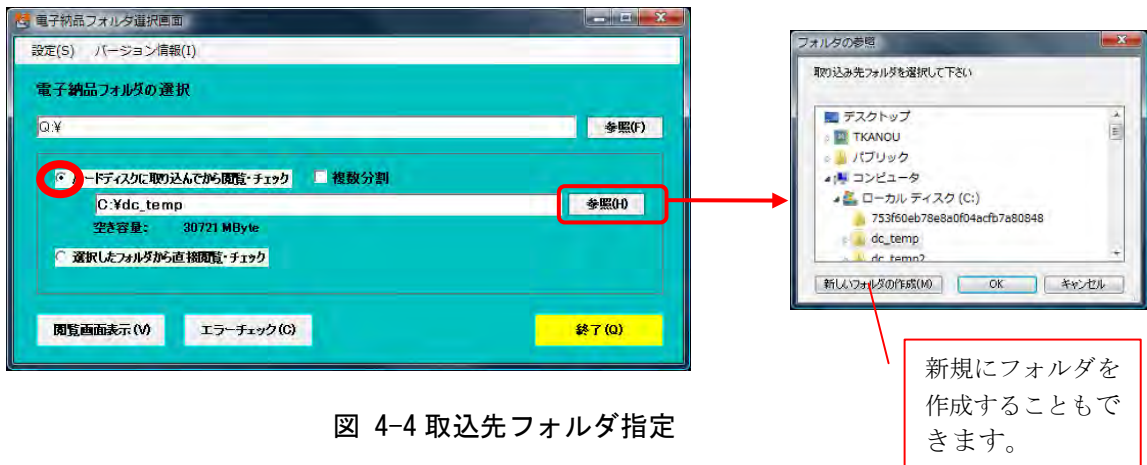 電子納品フォルダ選択画面
設定(S) バージョン情報(I)
電子納品フォルダの選択
Q:¥
参照(F)
ードディスクに取り込んでから閲覧・チェック
複数分割
C:¥dc_temp
参照(H)
空き容量: 30721 MByte
選択したフォルダから直接閲覧・チェック
閲覧画面表示(V)
エラーチェック(C)
終了(Q)
フォルダの参照
取り込み先フォルダを選択して下さい
デスクトップ
TKANOU
パブリック
コンピュータ
ローカル ディスク (C:)
753f60eb78e8a0f04acfb7a80848
dc_temp
dc_temp2
新しいフォルダの作成(M)
OK
キャンセル
新規にフォルダを
作成することもで
きます。
図 4-4 取込先フォルダ指定